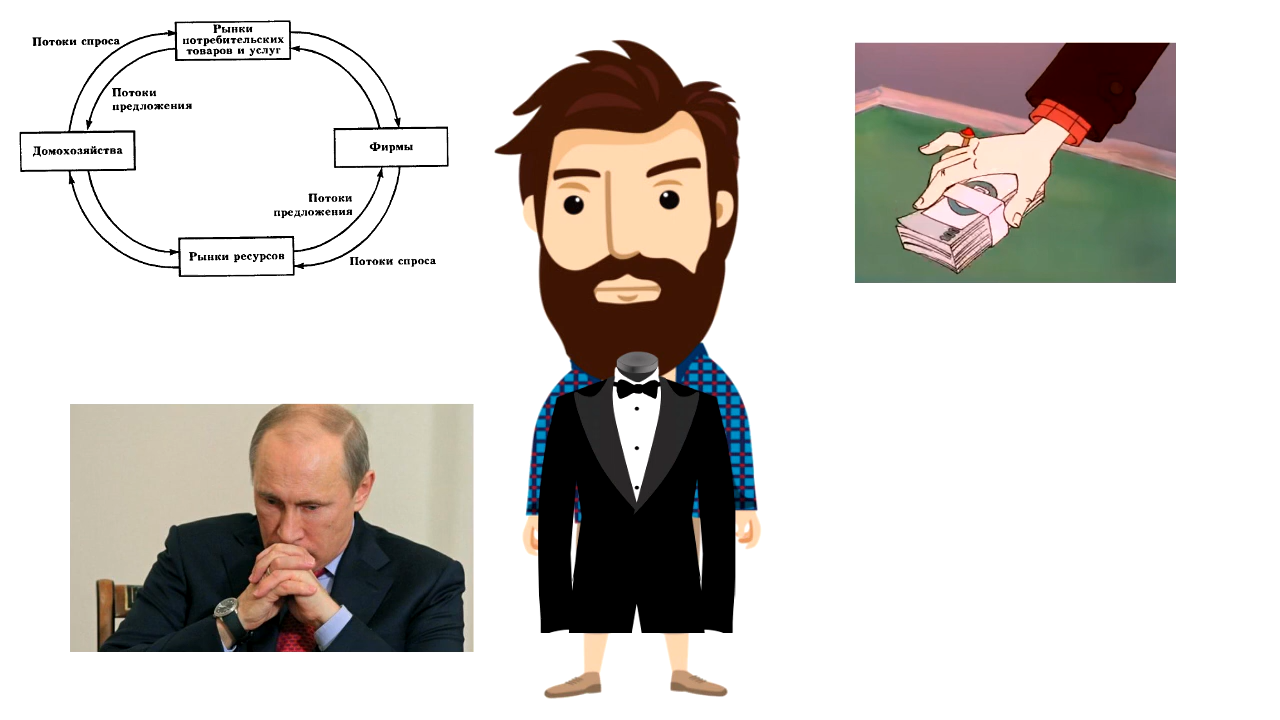 Рынки
потребительских
товаров и услуг
Потоки спроса
Потоки
предложения
Домохозяйства
Фирмы
Потоки
предложения
Рынки ресурсов
Потоки спроса